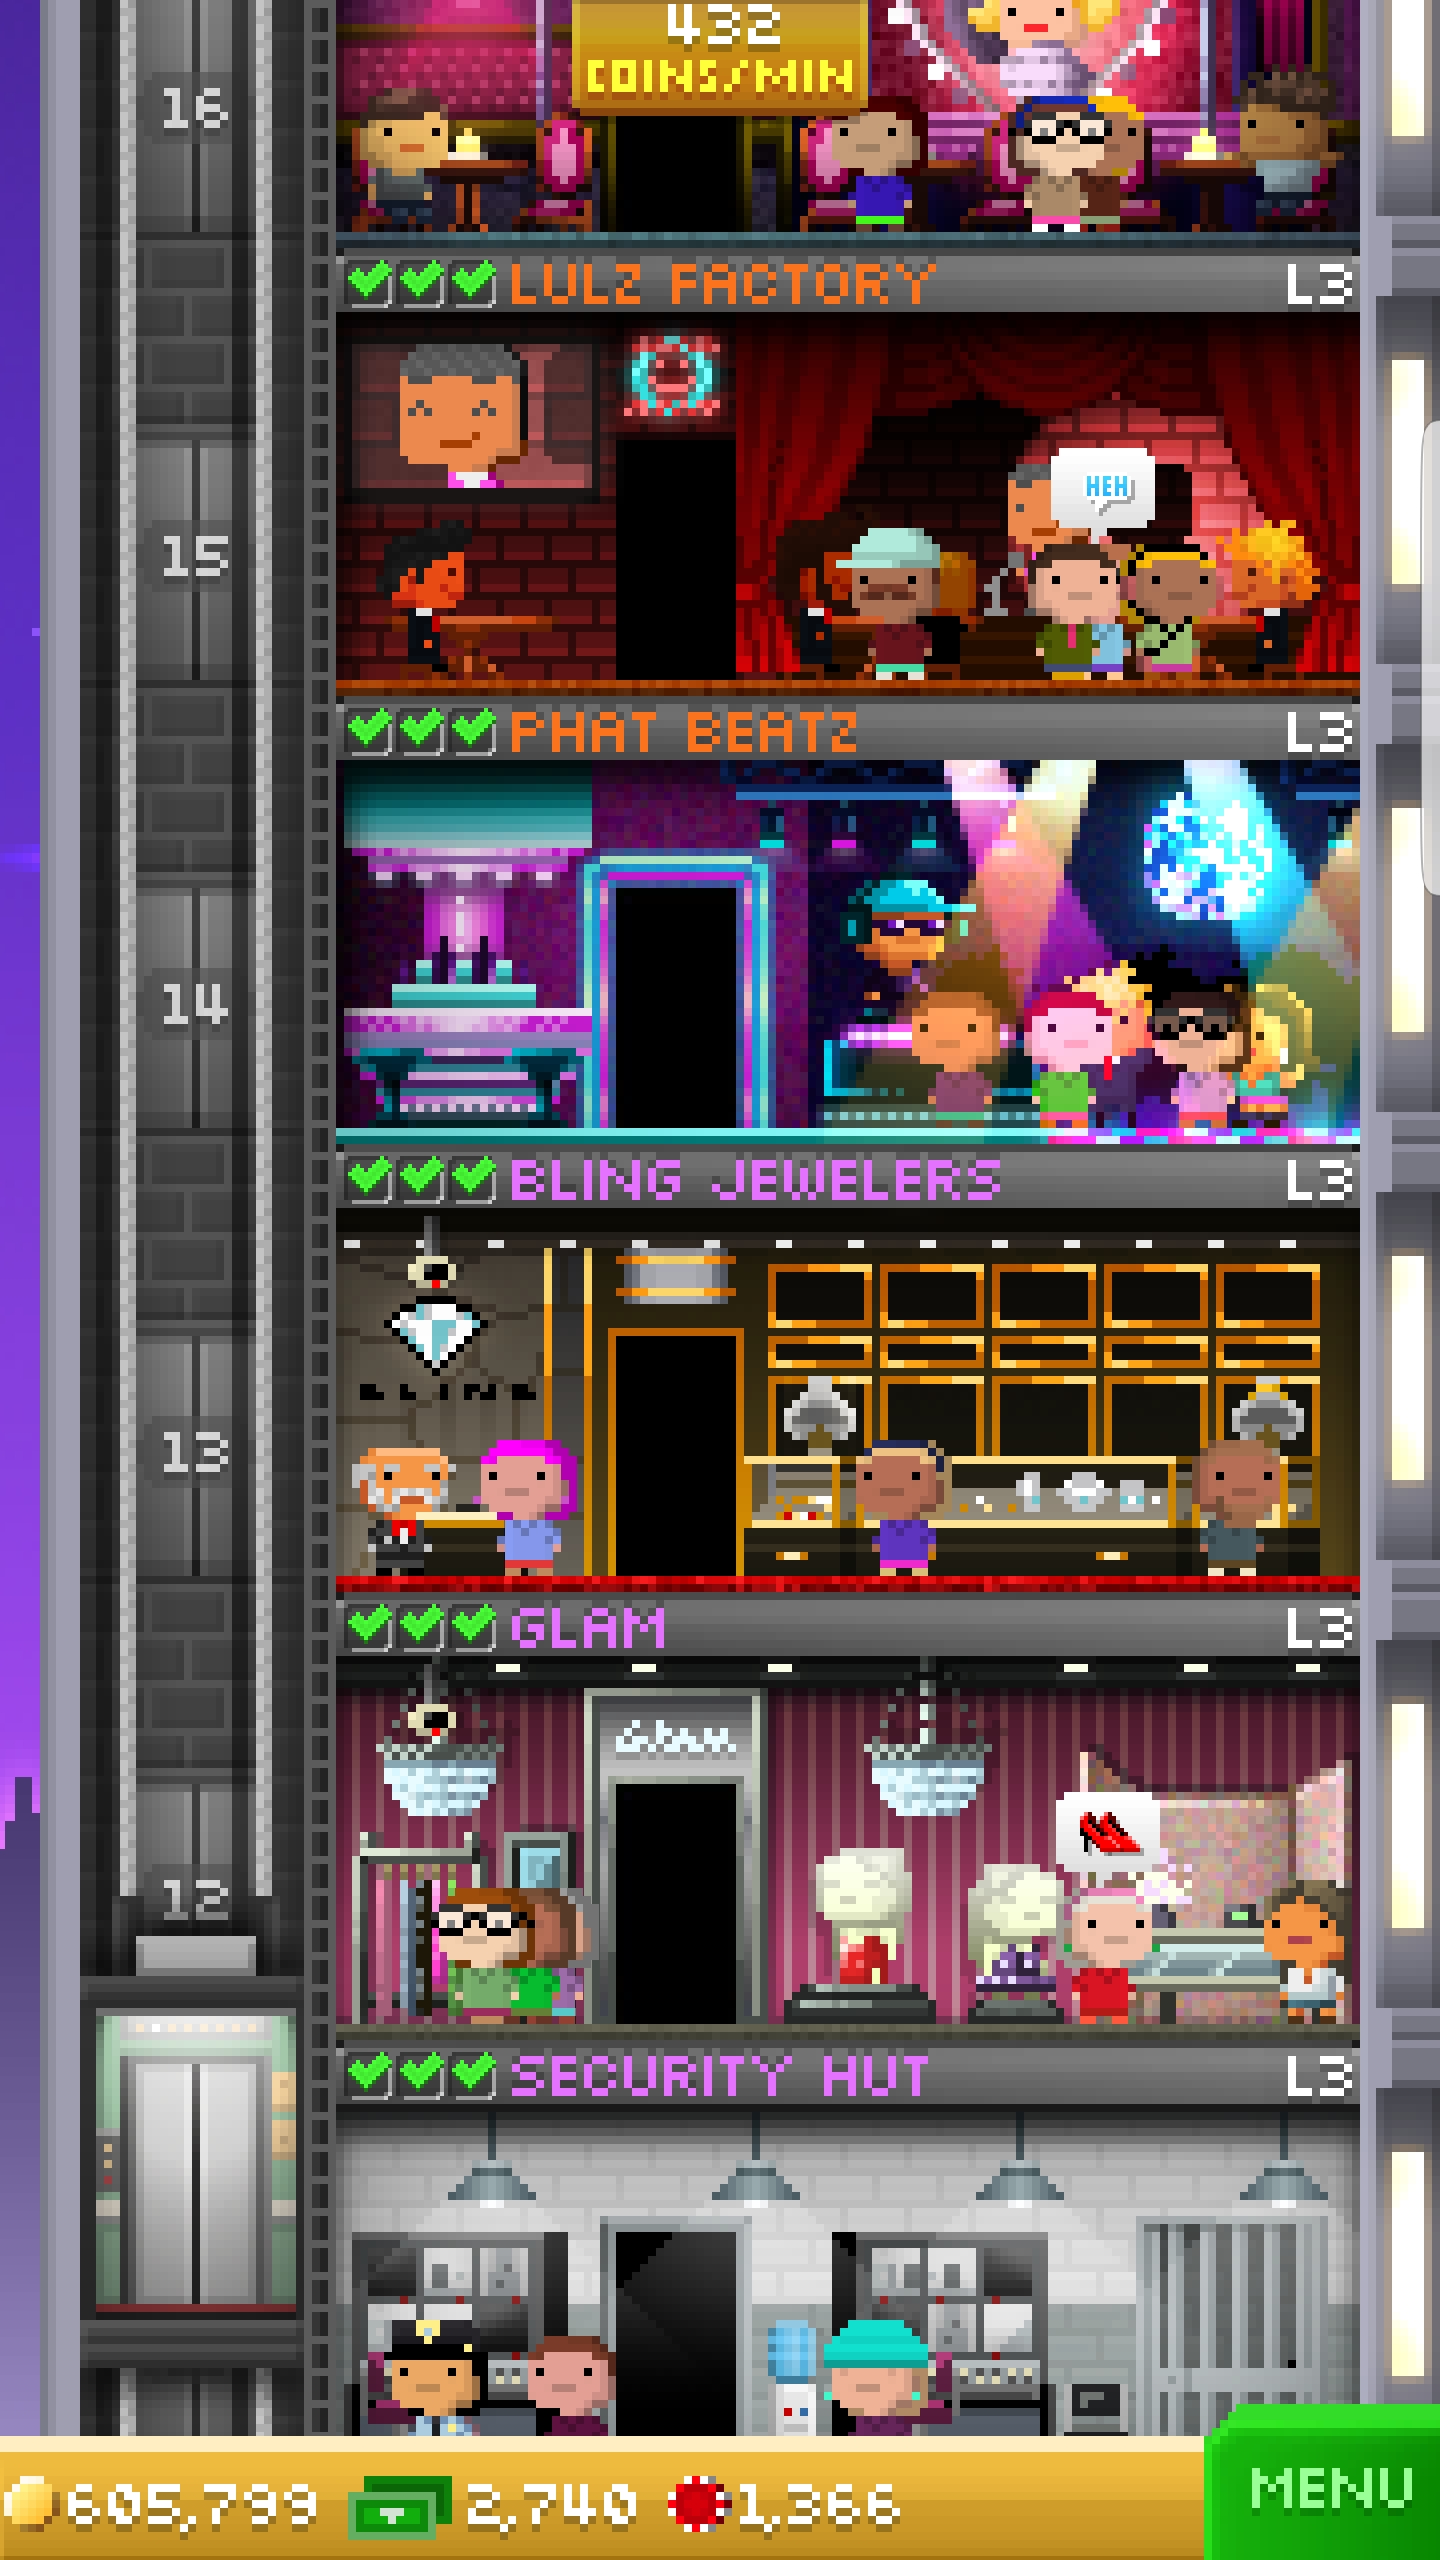 432
COINS/MIN
16
LULZ FACTORY L3
HEH
15
PHAT BEATZ L3
14
BLING JEWELERS L3
BLING
13
GLAM L3
Glam
12
SECURITY HUT L3
605,799 2,740 1,366
MENU